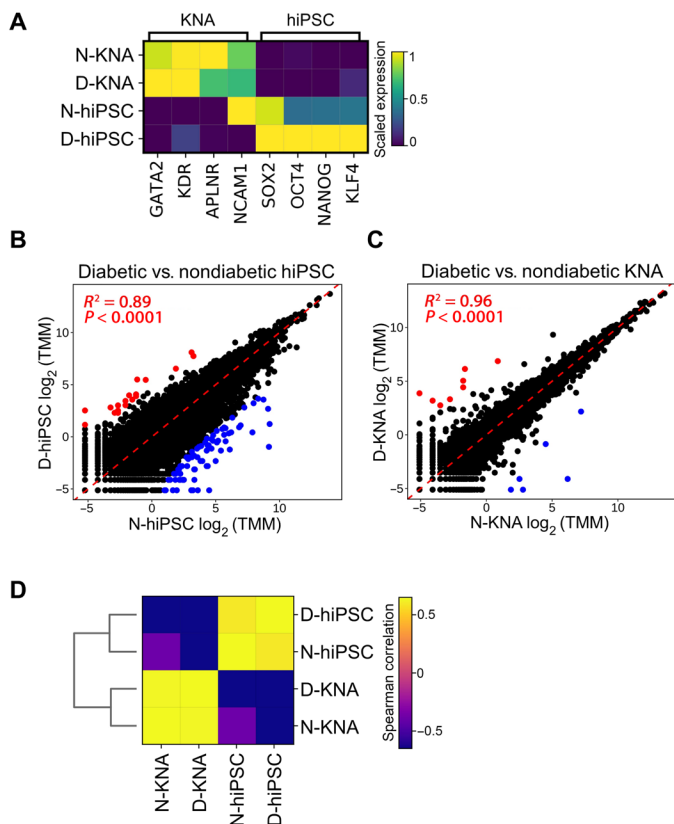 A
KNA hiPSC
N-KNA
D-KNA
N-hiPSC
D-hiPSC
GATA2 KDR APLNR NCAM1 SOX2 OCT4 NANOG KLF4
1
0.5
0
Scaled expression
B
Diabetic vs. nondiabetic hiPSC
R² = 0.89
P < 0.0001
D-hiPSC log₂ (TMM)
10
5
0
−5
−5 0 5 10
N-hiPSC log₂ (TMM)
C
Diabetic vs. nondiabetic KNA
R² = 0.96
P < 0.0001
D-KNA log₂ (TMM)
10
5
0
−5
−5 0 5 10
N-KNA log₂ (TMM)
D
D-hiPSC
N-hiPSC
D-KNA
N-KNA
N-KNA D-KNA N-hiPSC D-hiPSC
0.5
0
−0.5
Spearman correlation